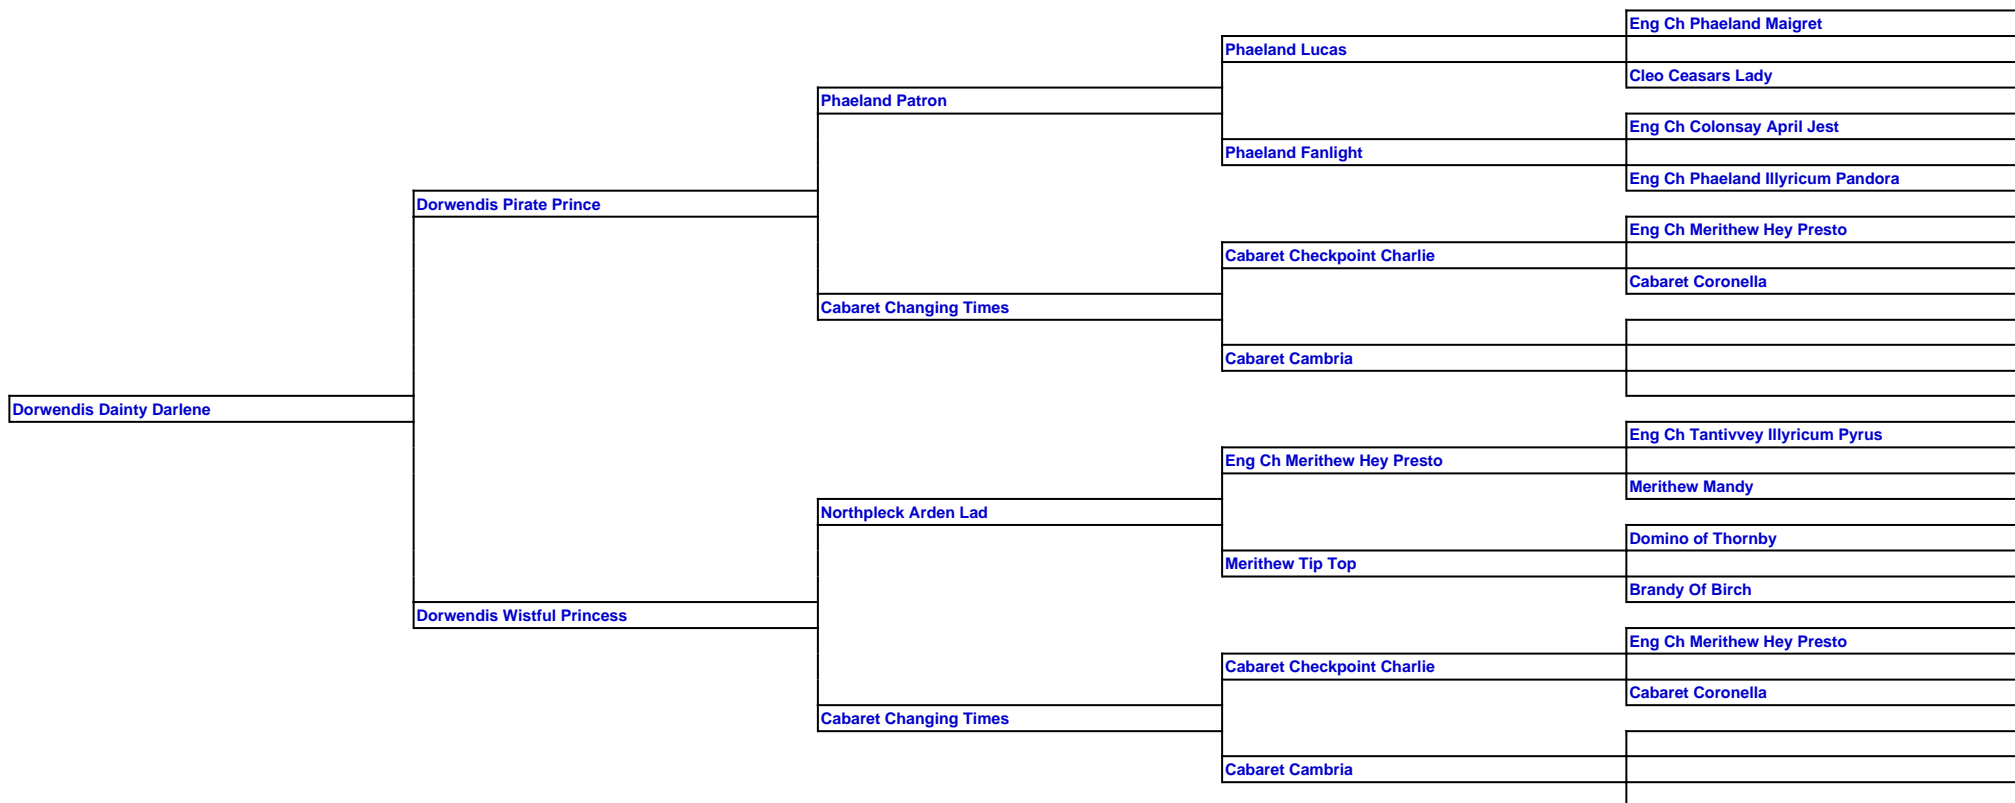 Eng Ch Phaeland Maigret
Phaeland Lucas
Cleo Ceasars Lady
Phaeland Patron
Eng Ch Colonsay April Jest
Phaeland Fanlight
Eng Ch Phaeland Illyricum Pandora
Dorwendis Pirate Prince
Eng Ch Merithew Hey Presto
Cabaret Checkpoint Charlie
Cabaret Coronella
Cabaret Changing Times
Cabaret Cambria
Dorwendis Dainty Darlene
Eng Ch Tantivvey Illyricum Pyrus
Eng Ch Merithew Hey Presto
Merithew Mandy
Northpleck Arden Lad
Domino of Thornby
Merithew Tip Top
Brandy Of Birch
Dorwendis Wistful Princess
Eng Ch Merithew Hey Presto
Cabaret Checkpoint Charlie
Cabaret Coronella
Cabaret Changing Times
Cabaret Cambria